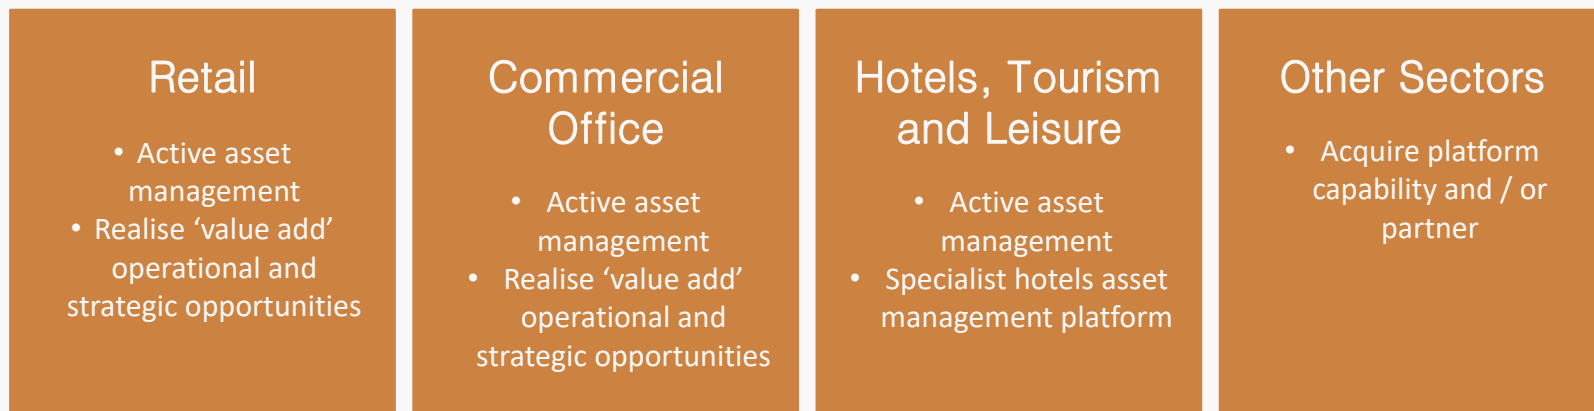 Retail
• Active asset
management
• Realise ‘value add’
operational and
strategic opportunities
Commercial
Office
• Active asset
management
• Realise ‘value add’
operational and
strategic opportunities
Hotels, Tourism
and Leisure
• Active asset
management
• Specialist hotels asset
management platform
Other Sectors
• Acquire platform
capability and / or
partner